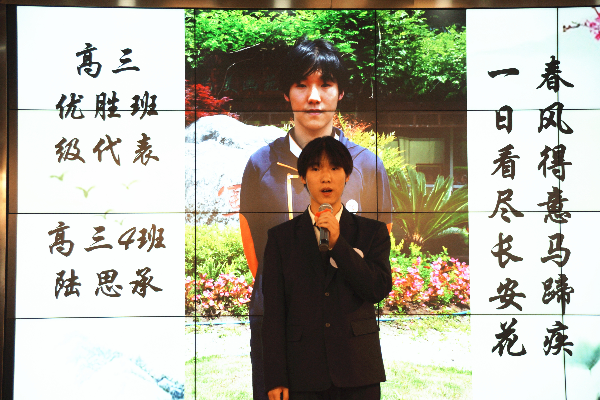 高三
优胜班
级代表
高三4班
陆思承
春风得意马蹄疾
一日看尽长安花